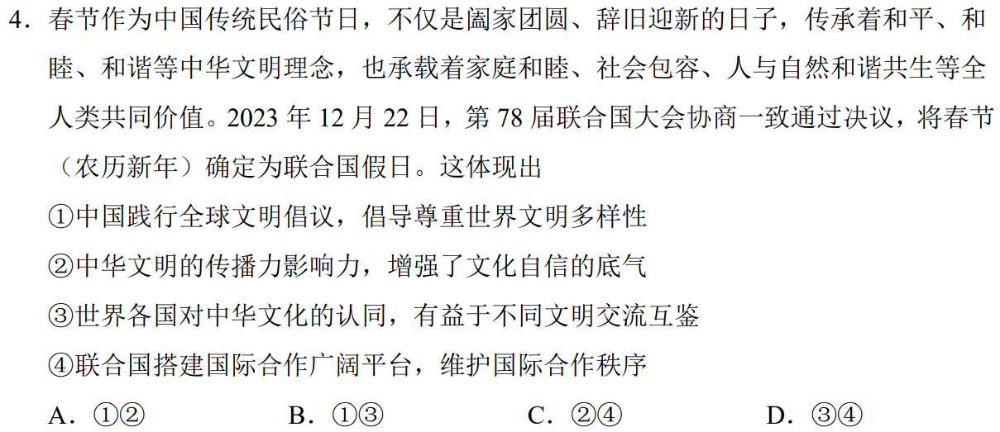 4．春节作为中国传统民俗节日，不仅是阖家团圆、辞旧迎新的日子，传承着和平、和
睦、和谐等中华文明理念，也承载着家庭和睦、社会包容、人与自然和谐共生等全
人类共同价值。2023 年 12 月 22 日，第 78 届联合国大会协商一致通过决议，将春节
（农历新年）确定为联合国假日。这体现出
①中国践行全球文明倡议，倡导尊重世界文明多样性
②中华文明的传播力影响力，增强了文化自信的底气
③世界各国对中华文化的认同，有益于不同文明交流互鉴
④联合国搭建国际合作广阔平台，维护国际合作秩序
A．①② B．①③ C．②④ D．③④